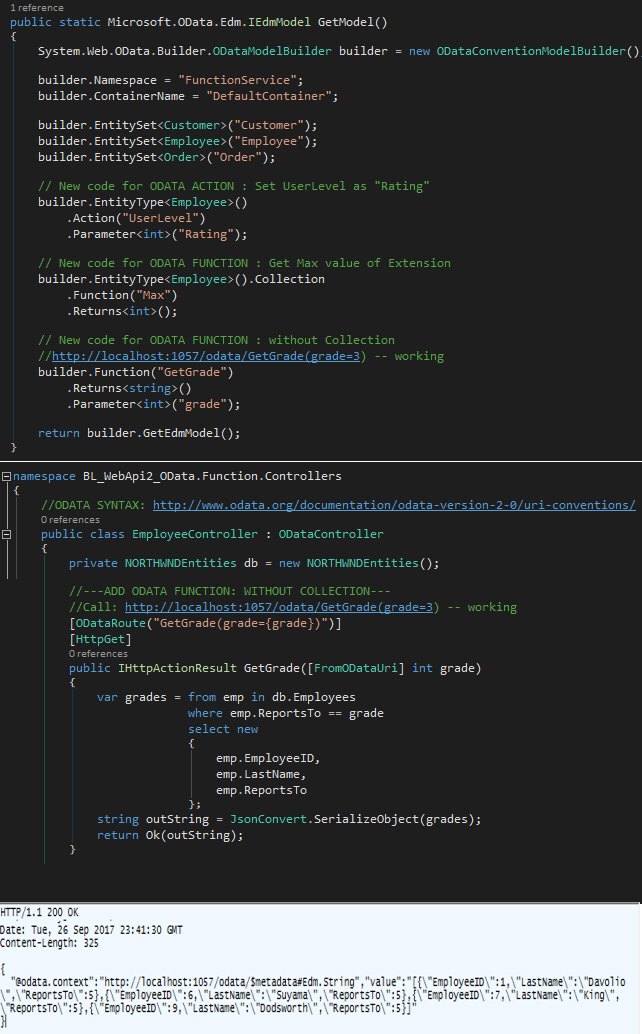 1 reference
public static Microsoft.OData.Edm.IEdmModel GetModel()
{
System.Web.OData.Builder.ODataModelBuilder builder = new ODataConventionModelBuilder()
builder.Namespace = "FunctionService";
builder.ContainerName = "DefaultContainer";
builder.EntitySet<Customer>("Customer");
builder.EntitySet<Employee>("Employee");
builder.EntitySet<Order>("Order");
// New code for ODATA ACTION : Set UserLevel as "Rating"
builder.EntityType<Employee>()
.Action("UserLevel")
.Parameter<int>("Rating");
// New code for ODATA FUNCTION : Get Max value of Extension
builder.EntityType<Employee>().Collection
.Function("Max")
.Returns<int>();
// New code for ODATA FUNCTION : without Collection
//http://localhost:1057/odata/GetGrade(grade=3) -- working
builder.Function("GetGrade")
.Returns<string>()
.Parameter<int>("grade");
return builder.GetEdmModel();
}
namespace BL_WebApi2_OData.Function.Controllers
{
//ODATA SYNTAX: http://www.odata.org/documentation/odata-version-2-0/uri-conventions/
0 references
public class EmployeeController : ODataController
{
private NORTHWNDEntities db = new NORTHWNDEntities();
//---ADD ODATA FUNCTION: WITHOUT COLLECTION---
//Call: http://localhost:1057/odata/GetGrade(grade=3) -- working
[ODataRoute("GetGrade(grade={grade})")]
[HttpGet]
0 references
public IHttpActionResult GetGrade([FromODataUri] int grade)
{
var grades = from emp in db.Employees
where emp.ReportsTo == grade
select new
{
emp.EmployeeID,
emp.LastName,
emp.ReportsTo
};
string outString = JsonConvert.SerializeObject(grades);
return Ok(outString);
}
HTTP/1.1 200 OK
Date: Tue, 26 Sep 2017 23:41:30 GMT
Content-Length: 325
{
"@odata.context":"http://localhost:1057/odata/$metadata#Edm.String","value":"[{\"EmployeeID\":1,\"LastName\":\"Davolio
\",\"ReportsTo\":5},{\"EmployeeID\":6,\"LastName\":\"Suyama\",\"ReportsTo\":5},{\"EmployeeID\":7,\"LastName\":\"King\",
\"ReportsTo\":5},{\"EmployeeID\":9,\"LastName\":\"Dodsworth\",\"ReportsTo\":5}]"
}